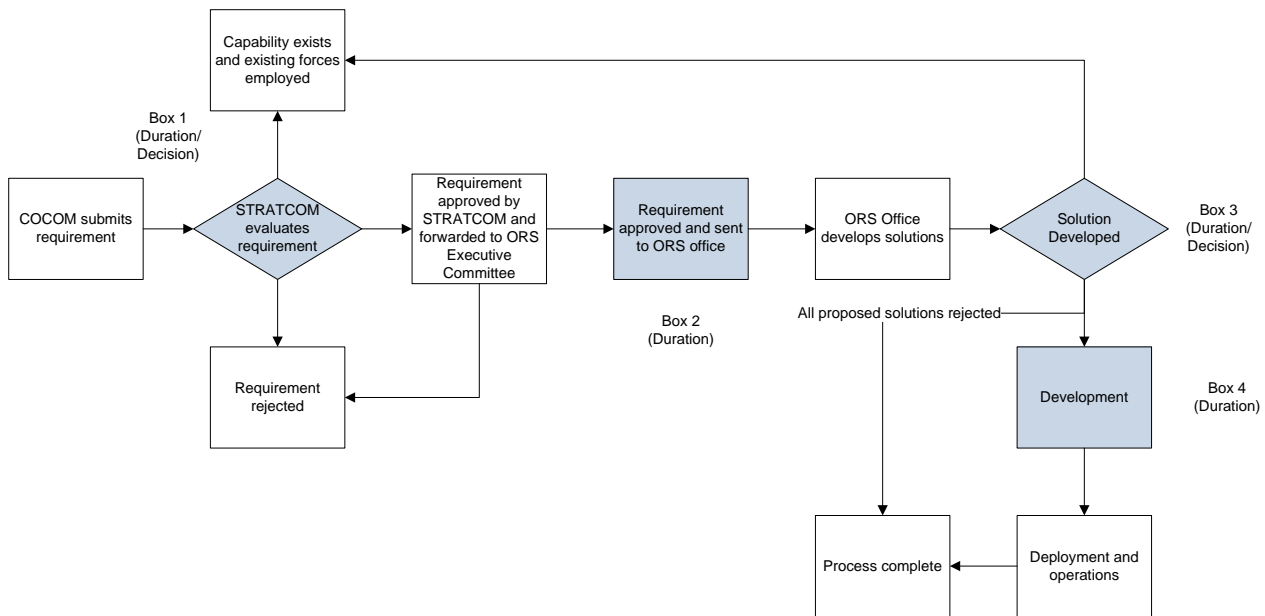 Capability exists
and existing forces
employed
Box 1
(Duration/
Decision)
COCOM submits
requirement
STRATCOM
evaluates
requirement
Requirement
approved by
STRATCOM and
forwarded to ORS
Executive
Committee
Requirement
approved and sent
to ORS office
ORS Office
develops solutions
Solution
Developed
Box 3
(Duration/
Decision)
Box 2
(Duration)
All proposed solutions rejected
Requirement
rejected
Development
Box 4
(Duration)
Process complete
Deployment and
operations